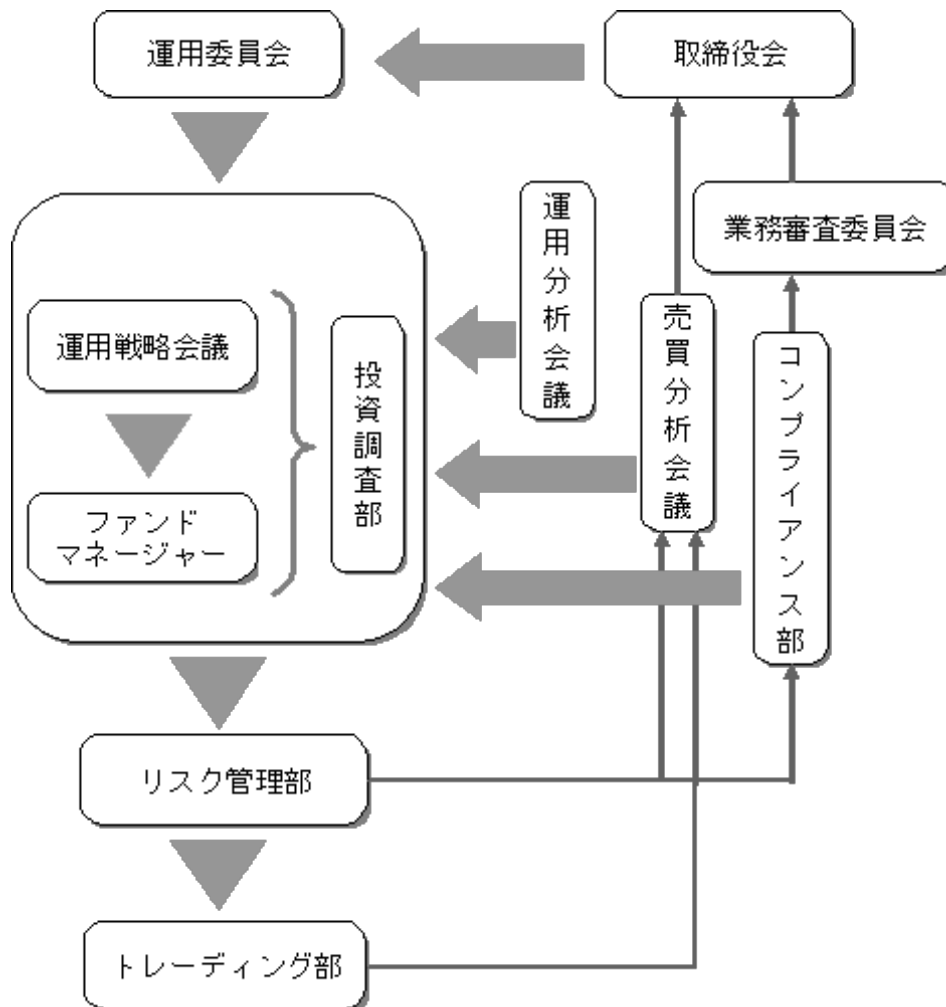 運用委員会
取締役会
運用分析会議
業務審査委員会
運用戦略会議
投資調査部
売買分析会議
コンプライアンス部
ファンド
マネージャー
リスク管理部
トレーディング部